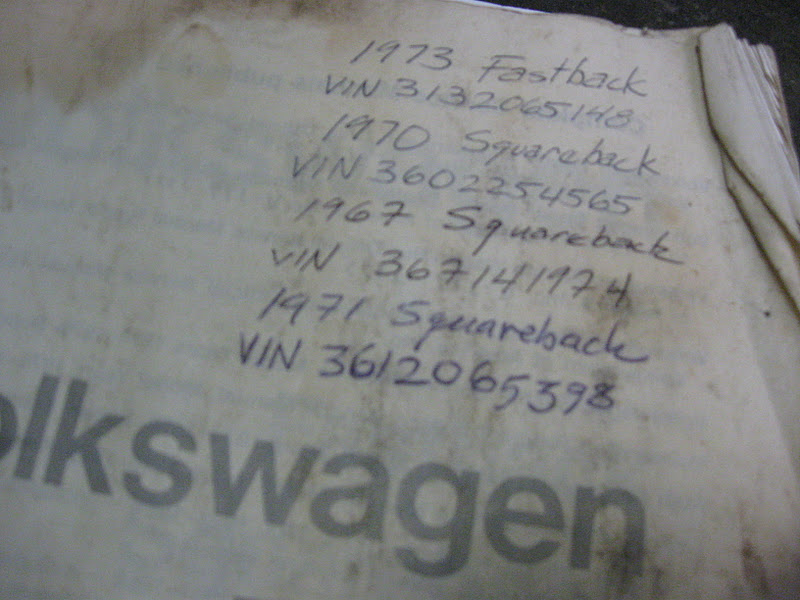 1973 Fastback
VIN 3132065148
1970 Squareback
VIN 3602254565
1967 Squareback
VIN 367141974
1971 Squareback
VIN 3612065398
olkswagen